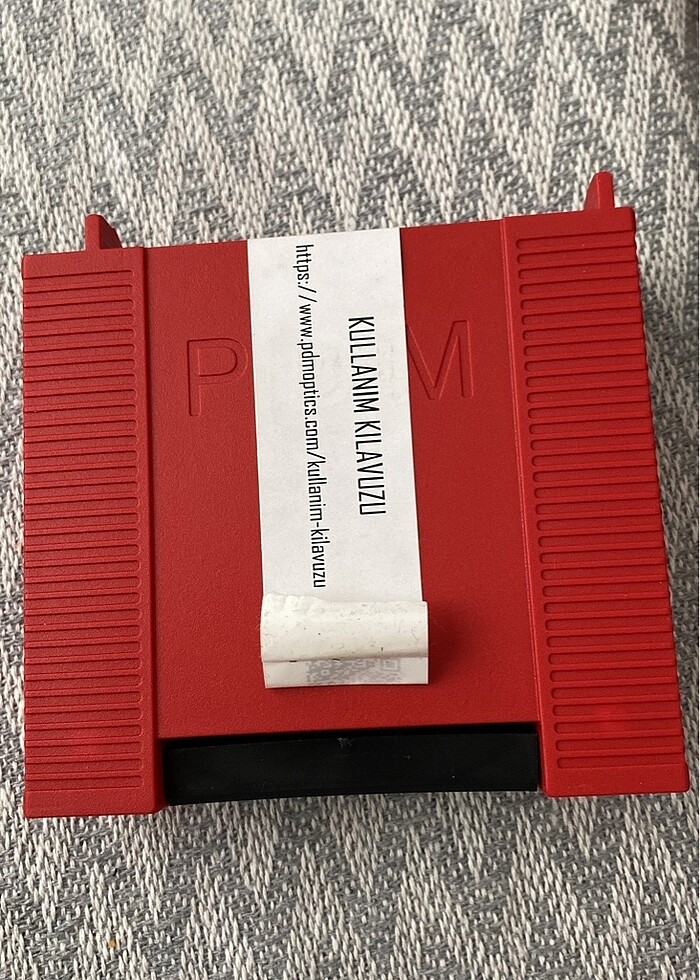 KULLANIM KILAVUZU
https://www.pdmoptics.com/kullanim-kilavuzu